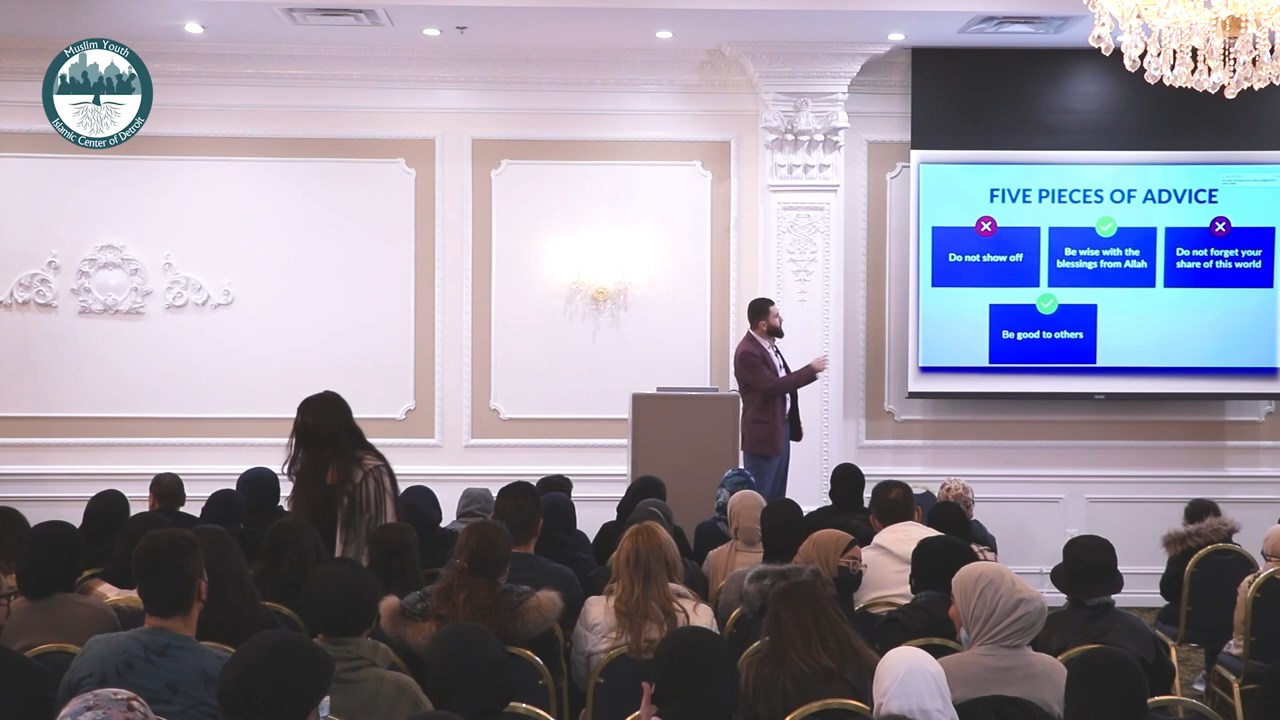 Muslim Youth
Islamic Center of Detroit
FIVE PIECES OF ADVICE
Do not show off
Be wise with the
blessings from Allah
Do not forget your
share of this world
Be good to others